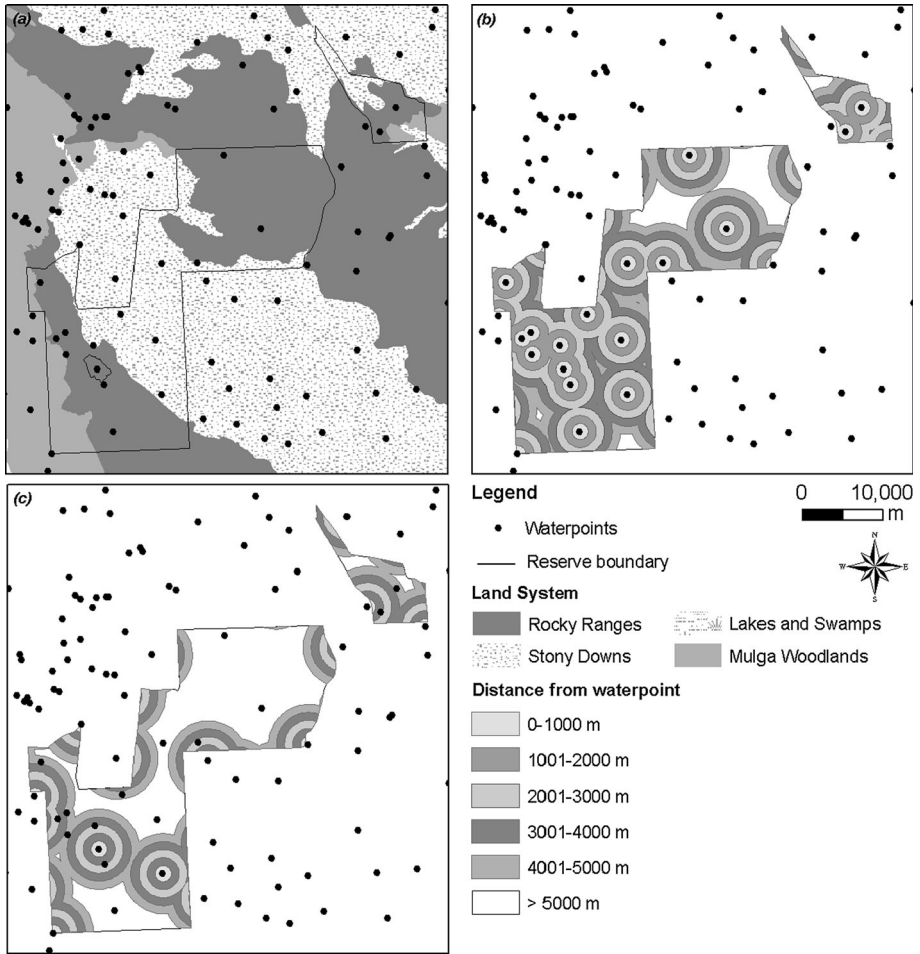 (a)
(b)
(c)
Legend
0 10,000
m
Waterpoints
Reserve boundary
N
W E
S
Land System
Rocky Ranges
Lakes and Swamps
Stony Downs
Mulga Woodlands
Distance from waterpoint
0-1000 m
1001-2000 m
2001-3000 m
3001-4000 m
4001-5000 m
> 5000 m